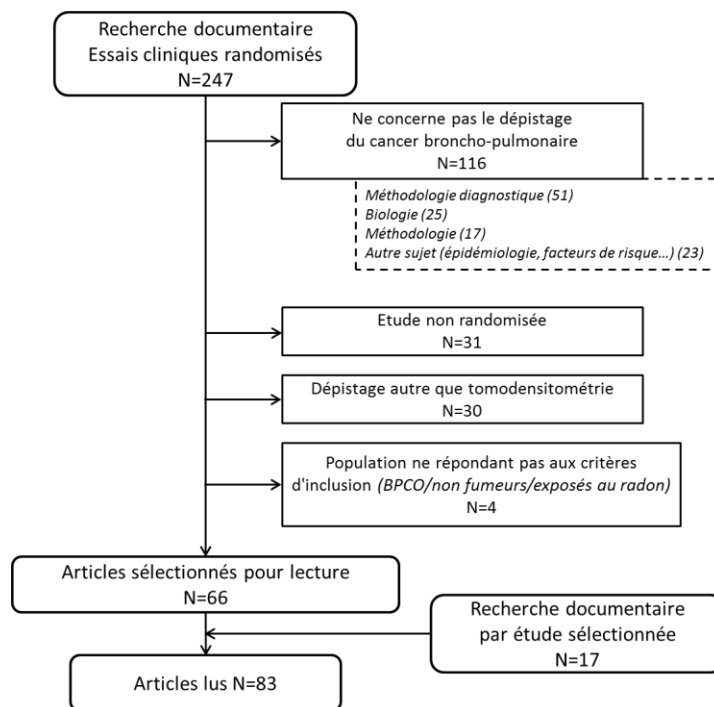 Recherche documentaire
Essais cliniques randomisés
N=247
Ne concerne pas le dépistage
du cancer broncho-pulmonaire
N=116
Méthodologie diagnostique (51)
Biologie (25)
Méthodologie (17)
Autre sujet (épidémiologie, facteurs de risque...) (23)
Etude non randomisée
N=31
Dépistage autre que tomodensitométrie
N=30
Population ne répondant pas aux critères
d'inclusion (BPCO/non fumeurs/exposés au radon)
N=4
Articles sélectionnés pour lecture
N=66
Recherche documentaire
par étude sélectionnée
N=17
Articles lus N=83